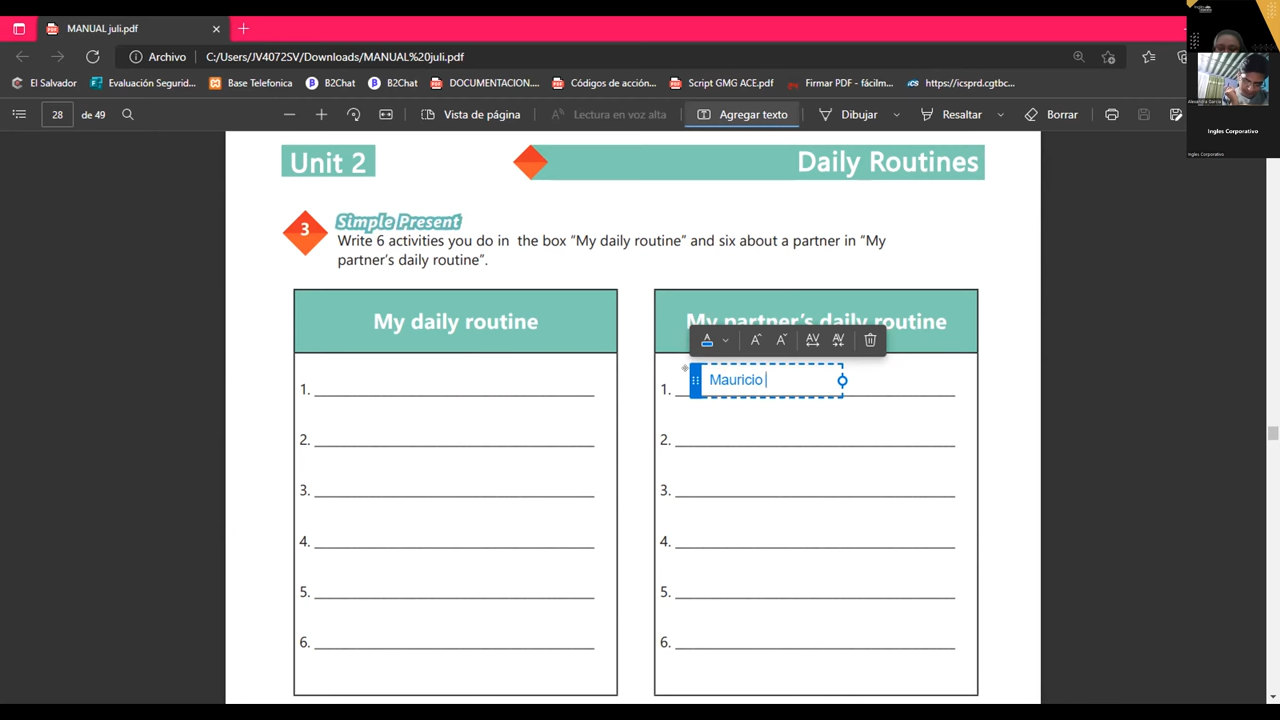 MANUAL juli.pdf
Archivo
C:/Users/JV4072SV/Downloads/MANUAL%20juli.pdf
El Salvador
Evaluación Segurid...
Base Telefonica
B2Chat
B2Chat
DOCUMENTACION...
Códigos de acción...
Script GMG ACE.pdf
Firmar PDF - fácilm...
https://icsprd.cgtbc...
28 de 49
Vista de página
Lectura en voz alta
Agregar texto
Dibujar
Resaltar
Borrar
Alexandra Garcia
Ingles Corporativo
Ingles Corporativo
Unit 2
Daily Routines
3
Simple Present
Write 6 activities you do in the box “My daily routine” and six about a partner in “My
partner’s daily routine”.
My daily routine
1.
2.
3.
4.
5.
6.
My partner’s daily routine
1. Mauricio
2.
3.
4.
5.
6.